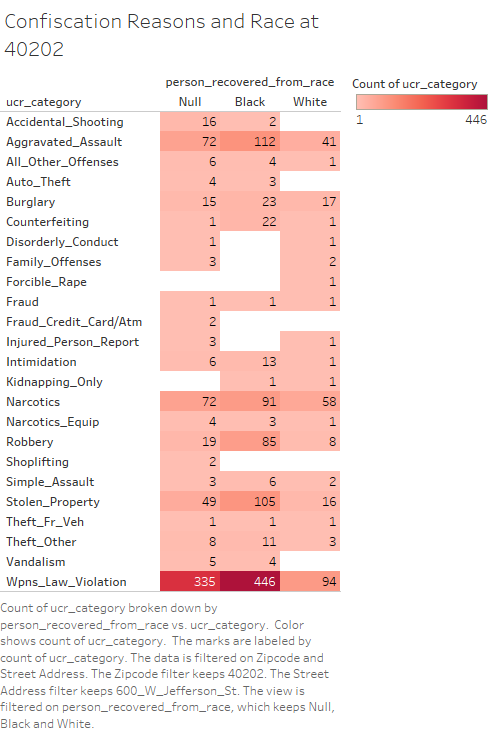 Confiscation Reasons and Race at
40202
person_recovered_from_race
ucr_category Null Black White
Count of ucr_category
1 446
Accidental_Shooting 16 2
Aggravated_Assault 72 112 41
All_Other_Offenses 6 4 1
Auto_Theft 4 3
Burglary 15 23 17
Counterfeiting 1 22 1
Disorderly_Conduct 1 1
Family_Offenses 3 2
Forcible_Rape 1
Fraud 1 1 1
Fraud_Credit_Card/Atm 2
Injured_Person_Report 3 1
Intimidation 6 13 1
Kidnapping_Only 1 1
Narcotics 72 91 58
Narcotics_Equip 4 3 1
Robbery 19 85 8
Shoplifting 2
Simple_Assault 3 6 2
Stolen_Property 49 105 16
Theft_Fr_Veh 1 1 1
Theft_Other 8 11 3
Vandalism 5 4
Wpns_Law_Violation 335 446 94
Count of ucr_category broken down by
person_recovered_from_race vs. ucr_category. Color
shows count of ucr_category. The marks are labeled by
count of ucr_category. The data is filtered on Zipcode and
Street Address. The Zipcode filter keeps 40202. The Street
Address filter keeps 600_W_Jefferson_St. The view is
filtered on person_recovered_from_race, which keeps Null,
Black and White.